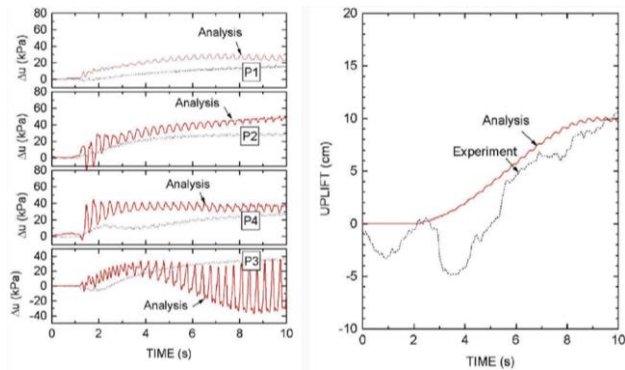 80
60
Analysis
40
20
0
P1
Δu (kPa)
80
60
Analysis
40
20
0
P2
Δu (kPa)
80
60
Analysis
40
20
0
P4
Δu (kPa)
40
20
0
-20
-40
P3
Analysis
Δu (kPa)
0 2 4 6 8 10
TIME (s)
20
15
10
5
0
-5
-10
UPLIFT (cm)
Analysis
Experiment
0 2 4 6 8 10
TIME (s)